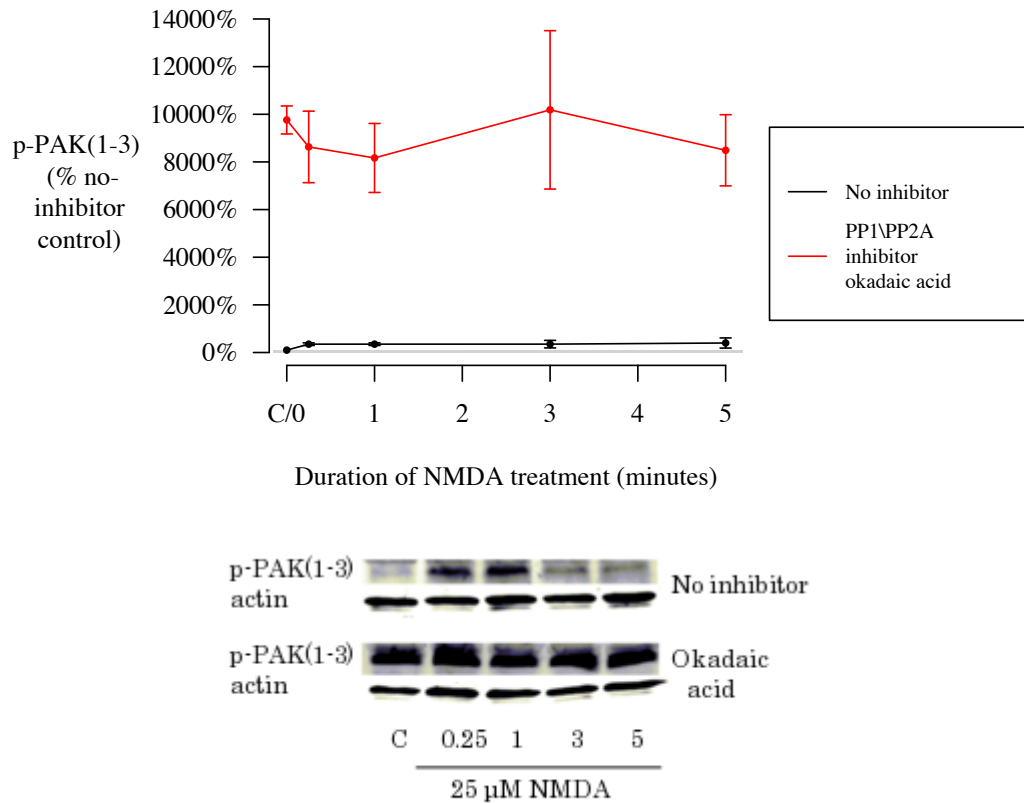 14000%
12000%
10000%
8000%
6000%
4000%
2000%
0%
p-PAK(1-3)
(% no-
inhibitor
control)
C/0 1 2 3 4 5
Duration of NMDA treatment (minutes)
No inhibitor
PP1\PP2A
inhibitor
okadaic acid
p-PAK(1-3)
actin
No inhibitor
p-PAK(1-3)
actin
Okadaic
acid
C 0.25 1 3 5
25 µM NMDA